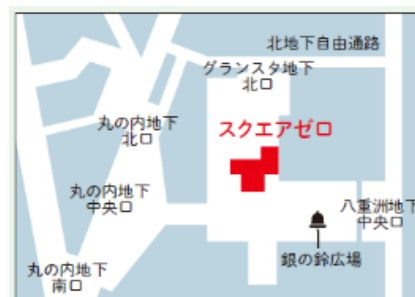 北地下自由通路
グランスタ地下
北口
丸の内地下
北口
スクエアゼロ
丸の内地下
中央口
八重洲地下
中央口
銀の鈴広場
丸の内地下
南口